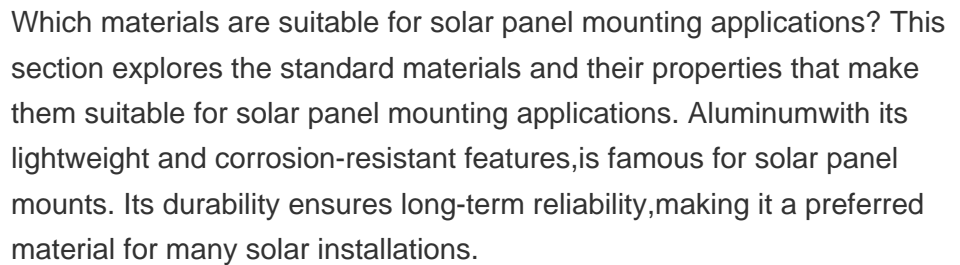 Which materials are suitable for solar panel mounting applications? This
section explores the standard materials and their properties that make
them suitable for solar panel mounting applications. Aluminumwith its
lightweight and corrosion-resistant features,is famous for solar panel
mounts. Its durability ensures long-term reliability,making it a preferred
material for many solar installations.